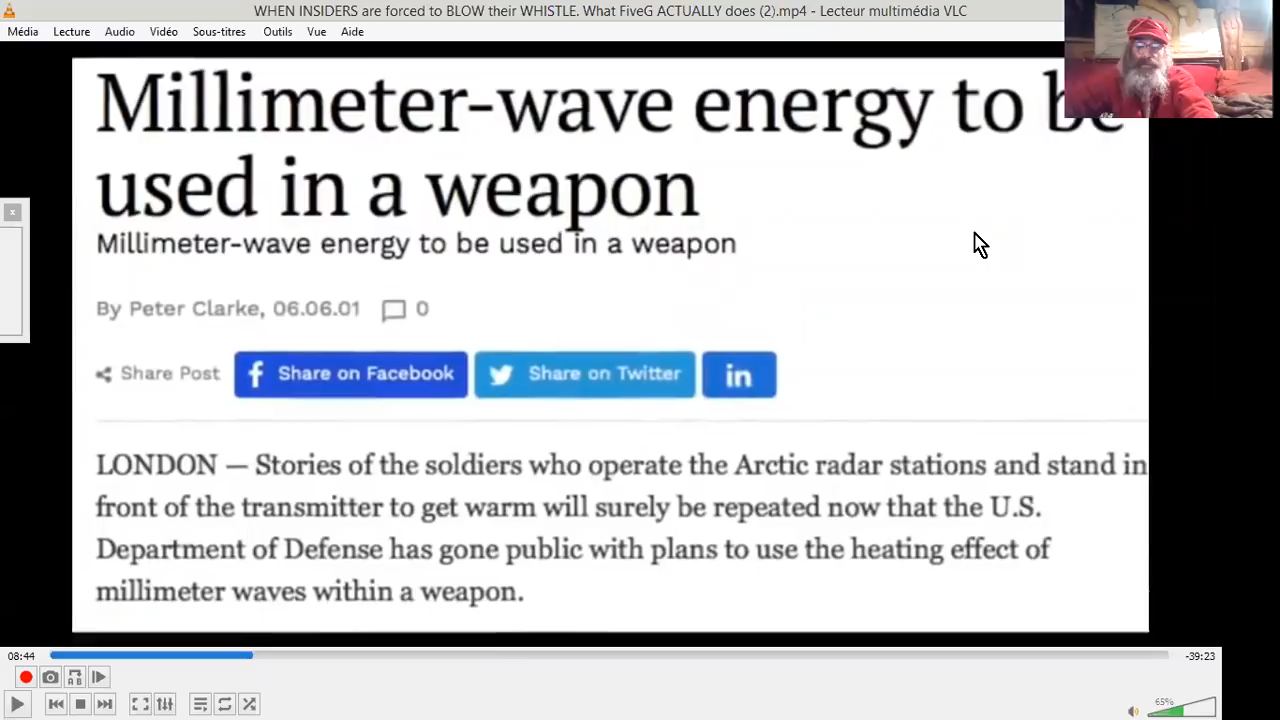 WHEN INSIDERS are forced to BLOW their WHISTLE. What FiveG ACTUALLY does (2).mp4 - Lecteur multimédia VLC
Média Lecture Audio Vidéo Sous-titres Outils Vue Aide
x
Millimeter-wave energy to be
used in a weapon
Millimeter-wave energy to be used in a weapon
By Peter Clarke, 06.06.01 0
Share Post f Share on Facebook Share on Twitter in
LONDON — Stories of the soldiers who operate the Arctic radar stations and stand in
front of the transmitter to get warm will surely be repeated now that the U.S.
Department of Defense has gone public with plans to use the heating effect of
millimeter waves within a weapon.
08:44 -39:23
A B
65%